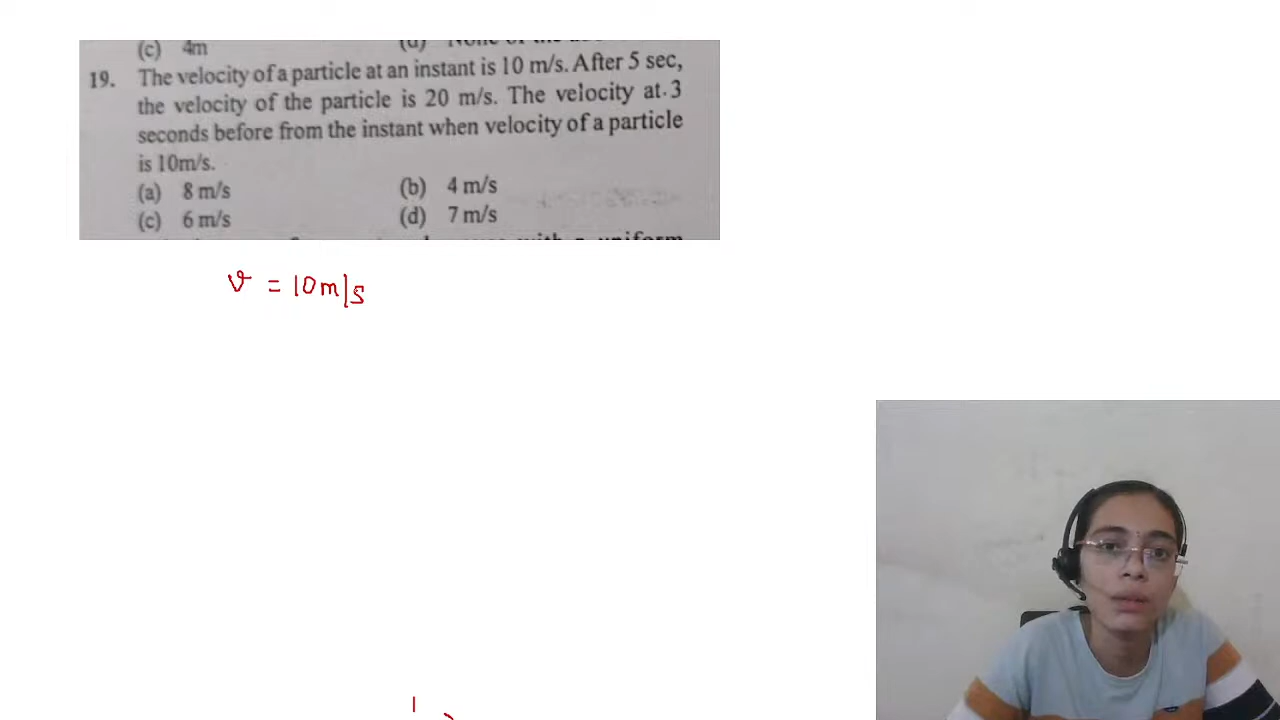 (c) 4m
19. The velocity of a particle at an instant is 10 m/s. After 5 sec,
the velocity of the particle is 20 m/s. The velocity at 3
seconds before from the instant when velocity of a particle
is 10m/s.
(a) 8 m/s (b) 4 m/s
(c) 6 m/s (d) 7 m/s
with a uniform
v = 10m/s